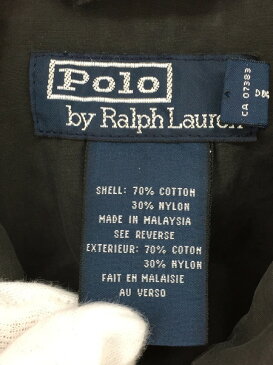 Polo
by Ralph Lauren
CA 07383
SHELL: 70% COTTON
30% NYLON
MADE IN MALAYSIA
SEE REVERSE
EXTERIEUR: 70% COTON
30% NYLON
FAIT EN MALAISIE
AU VERSO